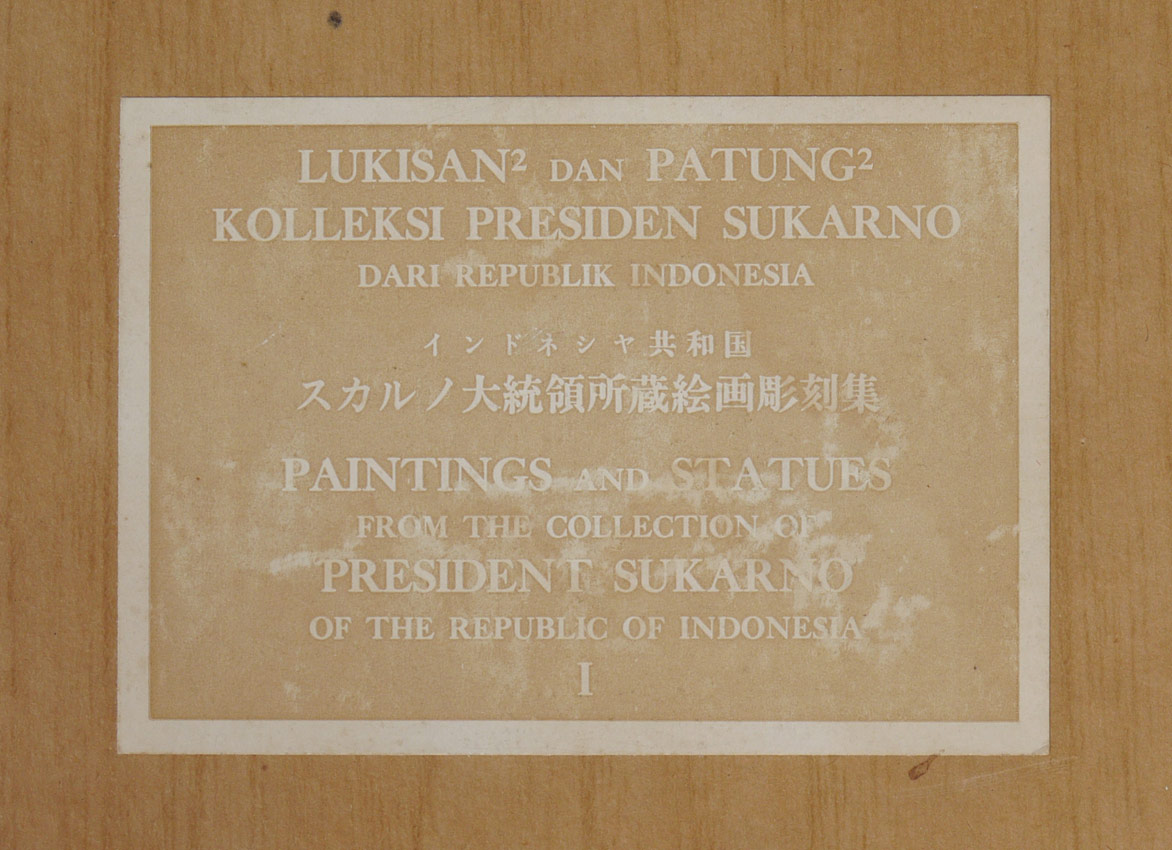 LUKISAN² DAN PATUNG²
KOLLEKSI PRESIDEN SUKARNO
DARI REPUBLIK INDONESIA
インドネシヤ共和国
スカルノ大統領所蔵絵画彫刻集
PAINTINGS AND STATUES
FROM THE COLLECTION OF
PRESIDENT SUKARNO
OF THE REPUBLIC OF INDONESIA
I